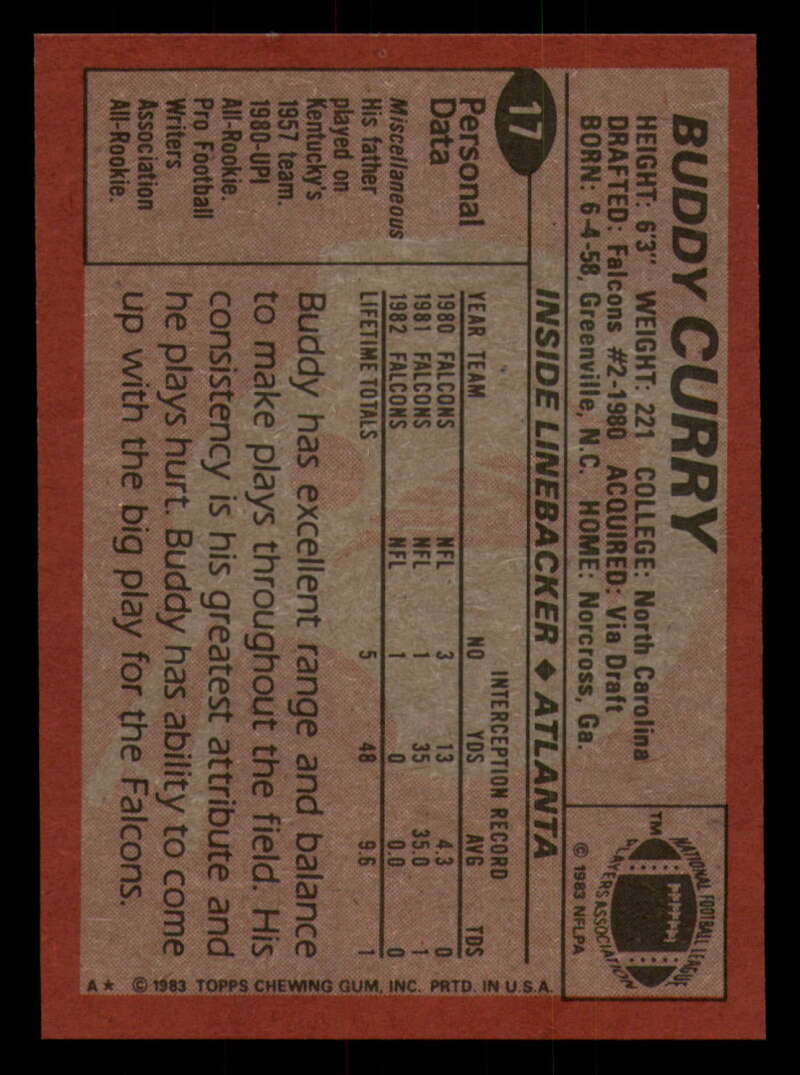 BUDDY CURRY
HEIGHT: 6'3" WEIGHT: 221 COLLEGE: North Carolina
DRAFTED: Falcons #2-1980 ACQUIRED: Via Draft
BORN: 6-4-58, Greenville, N.C. HOME: Norcross, Ga.
NATIONAL FOOTBALL LEAGUE
PLAYERS ASSOCIATION
TM
© 1983 NFLPA
17
INSIDE LINEBACKER ♦ ATLANTA
Personal
Data
Miscellaneous
His father
played on
Kentucky's
1957 team.
1980-UPI
All-Rookie.
Pro Football
Writers
Association
All-Rookie.
INTERCEPTION RECORD
YEAR TEAM NO YDS AVG TDS
1980 FALCONS NFL 3 13 4.3 0
1981 FALCONS NFL 1 35 35.0 1
1982 FALCONS NFL 1 0 0.0 0
LIFETIME TOTALS 5 48 9.6 1
Buddy has excellent range and balance
to make plays throughout the field. His
consistency is his greatest attribute and
he plays hurt. Buddy has ability to come
up with the big play for the Falcons.
A★ © 1983 TOPPS CHEWING GUM, INC. PRTD. IN U.S.A.